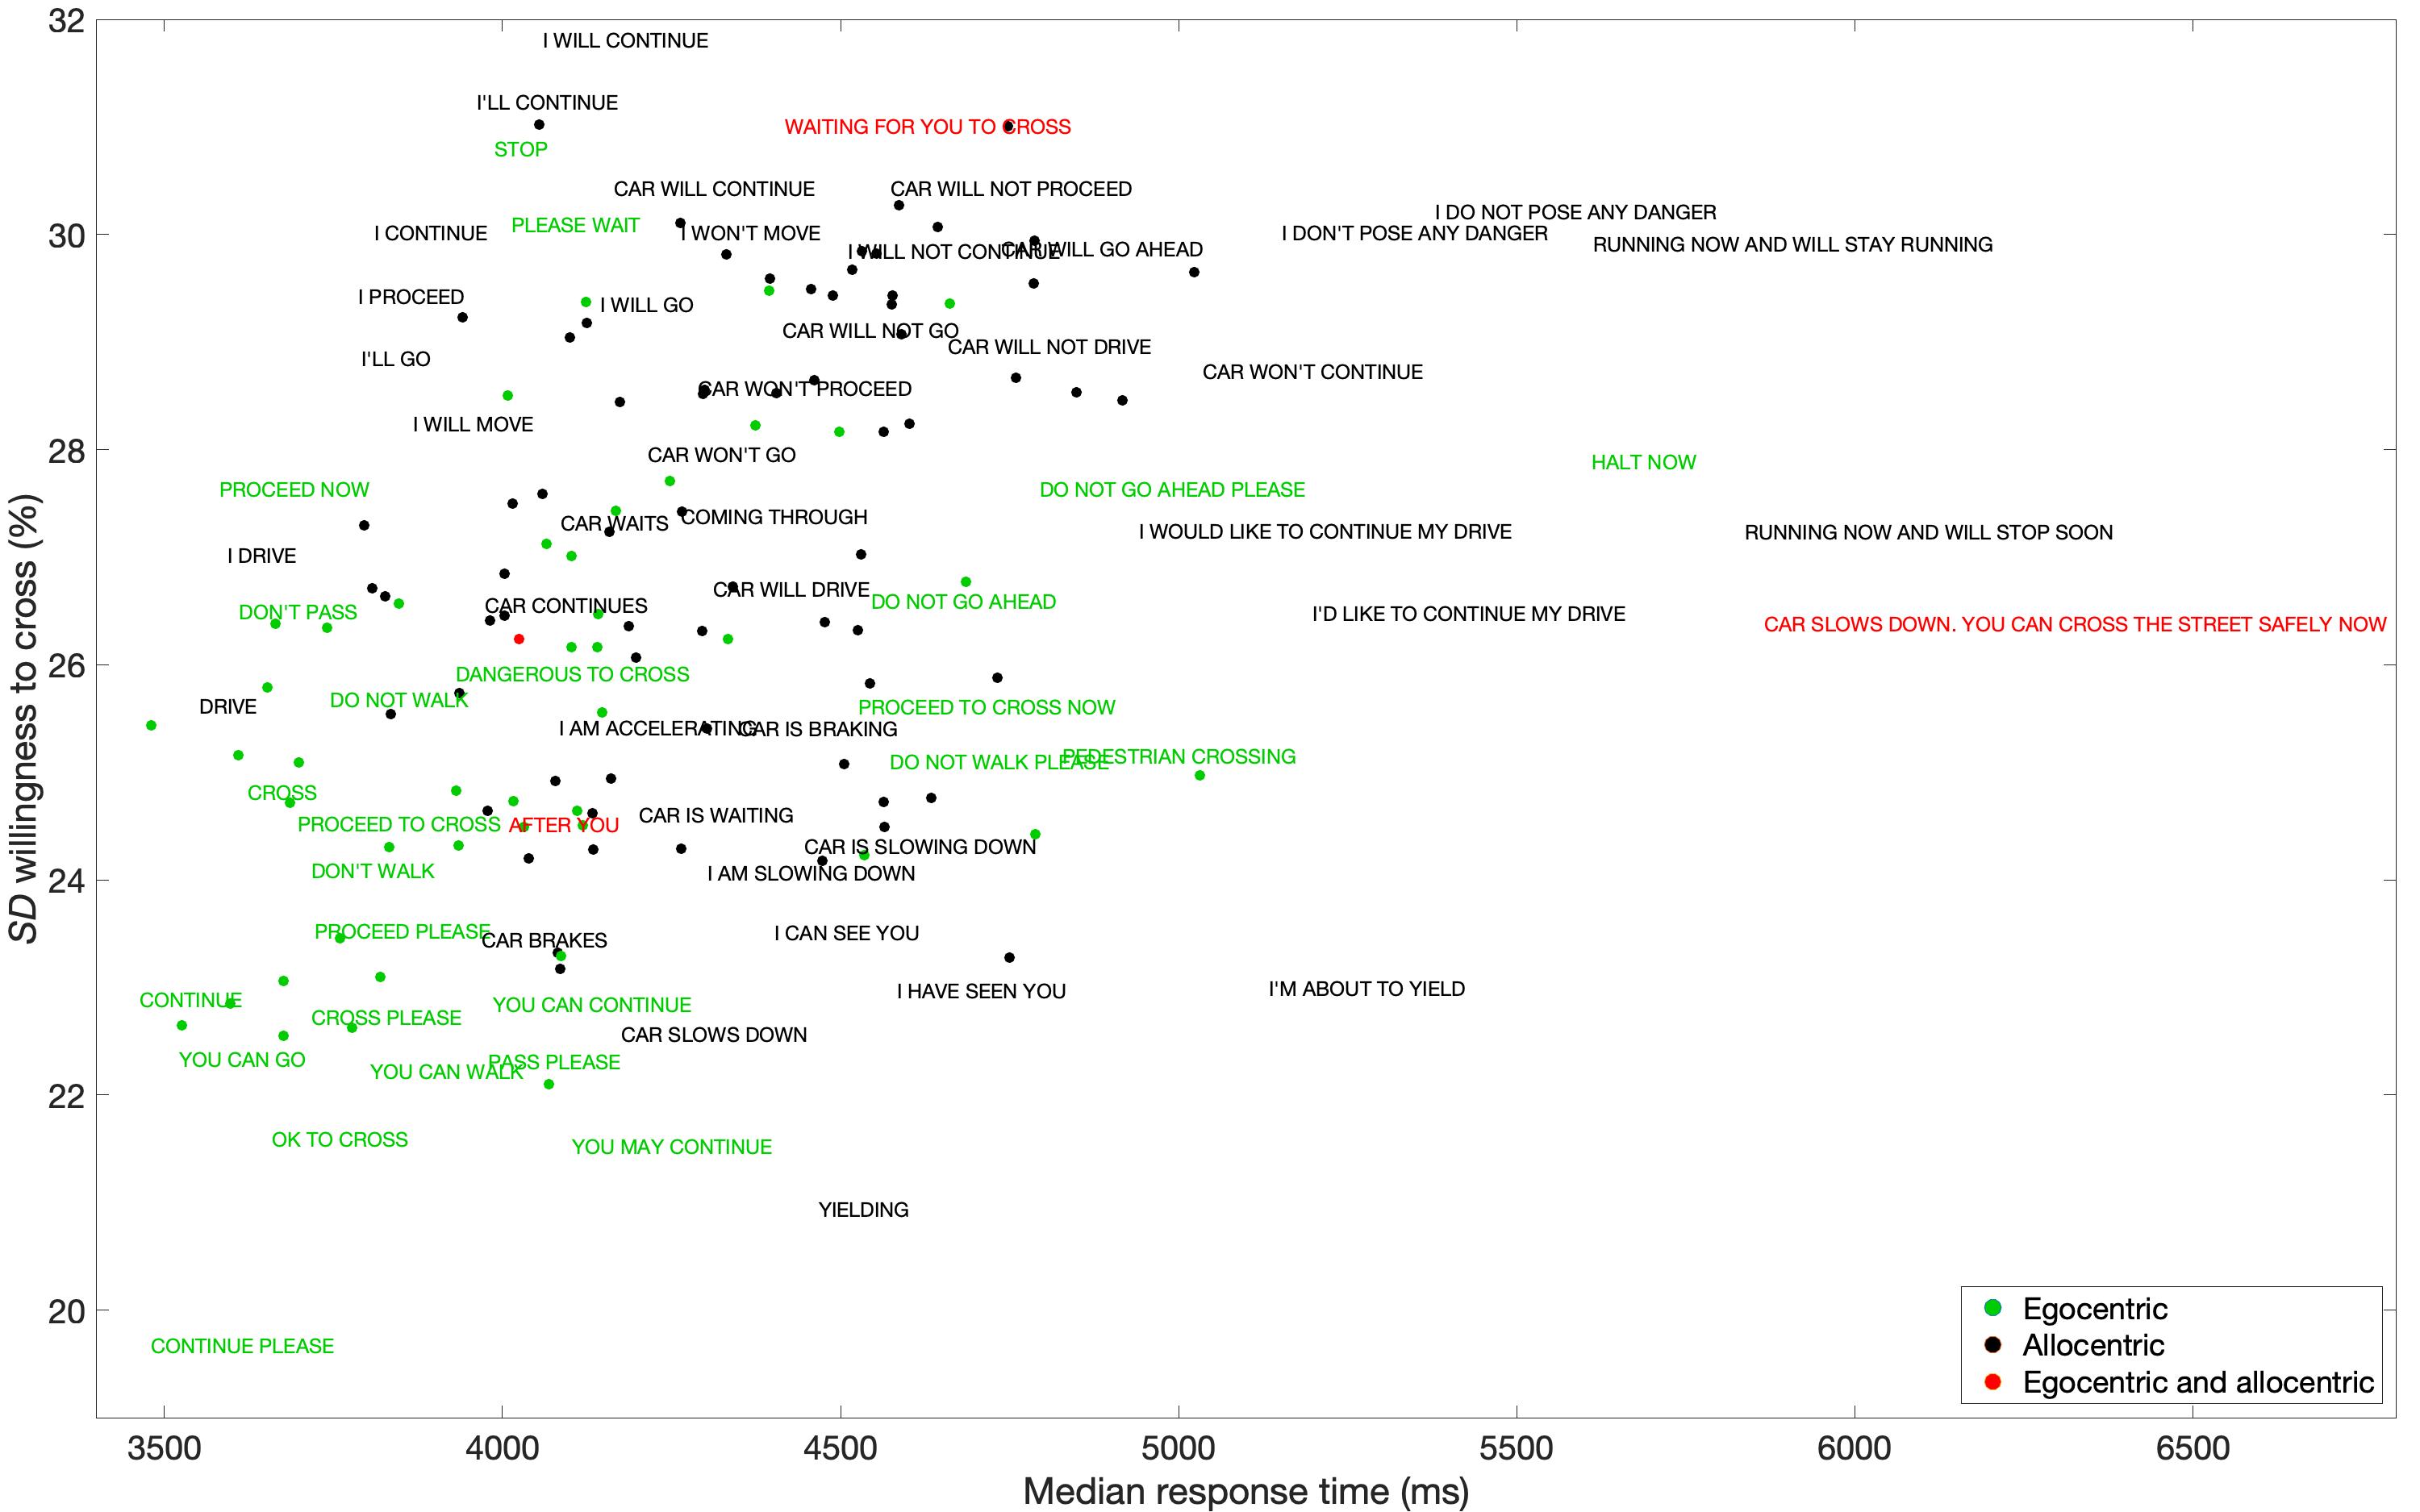 32
I WILL CONTINUE
I'LL CONTINUE
WAITING FOR YOU TO CROSS
STOP
CAR WILL CONTINUE
CAR WILL NOT PROCEED
I DO NOT POSE ANY DANGER
PLEASE WAIT
30
I CONTINUE
I WON'T MOVE
I DON'T POSE ANY DANGER
RUNNING NOW AND WILL STAY RUNNING
I WILL NOT CONTINUE
CAR WILL GO AHEAD
I PROCEED
I WILL GO
CAR WILL NOT GO
CAR WILL NOT DRIVE
I'LL GO
CAR WON'T CONTINUE
CAR WON'T PROCEED
I WILL MOVE
28
CAR WON'T GO
HALT NOW
PROCEED NOW
DO NOT GO AHEAD PLEASE
COMING THROUGH
CAR WAITS
I WOULD LIKE TO CONTINUE MY DRIVE
RUNNING NOW AND WILL STOP SOON
I DRIVE
CAR WILL DRIVE
DO NOT GO AHEAD
CAR CONTINUES
DON'T PASS
I'D LIKE TO CONTINUE MY DRIVE
CAR SLOWS DOWN. YOU CAN CROSS THE STREET SAFELY NOW
26
DANGEROUS TO CROSS
DO NOT WALK
DRIVE
PROCEED TO CROSS NOW
I AM ACCELERATING
CAR IS BRAKING
PEDESTRIAN CROSSING
DO NOT WALK PLEASE
CROSS
CAR IS WAITING
PROCEED TO CROSS
AFTER YOU
CAR IS SLOWING DOWN
24
DON'T WALK
I AM SLOWING DOWN
PROCEED PLEASE
CAR BRAKES
I CAN SEE YOU
I HAVE SEEN YOU
I'M ABOUT TO YIELD
CONTINUE
YOU CAN CONTINUE
CROSS PLEASE
CAR SLOWS DOWN
YOU CAN GO
PASS PLEASE
YOU CAN WALK
22
OK TO CROSS
YOU MAY CONTINUE
YIELDING
20
CONTINUE PLEASE
Egocentric
Allocentric
Egocentric and allocentric
3500 4000 4500 5000 5500 6000 6500
Median response time (ms)
SD willingness to cross (%)